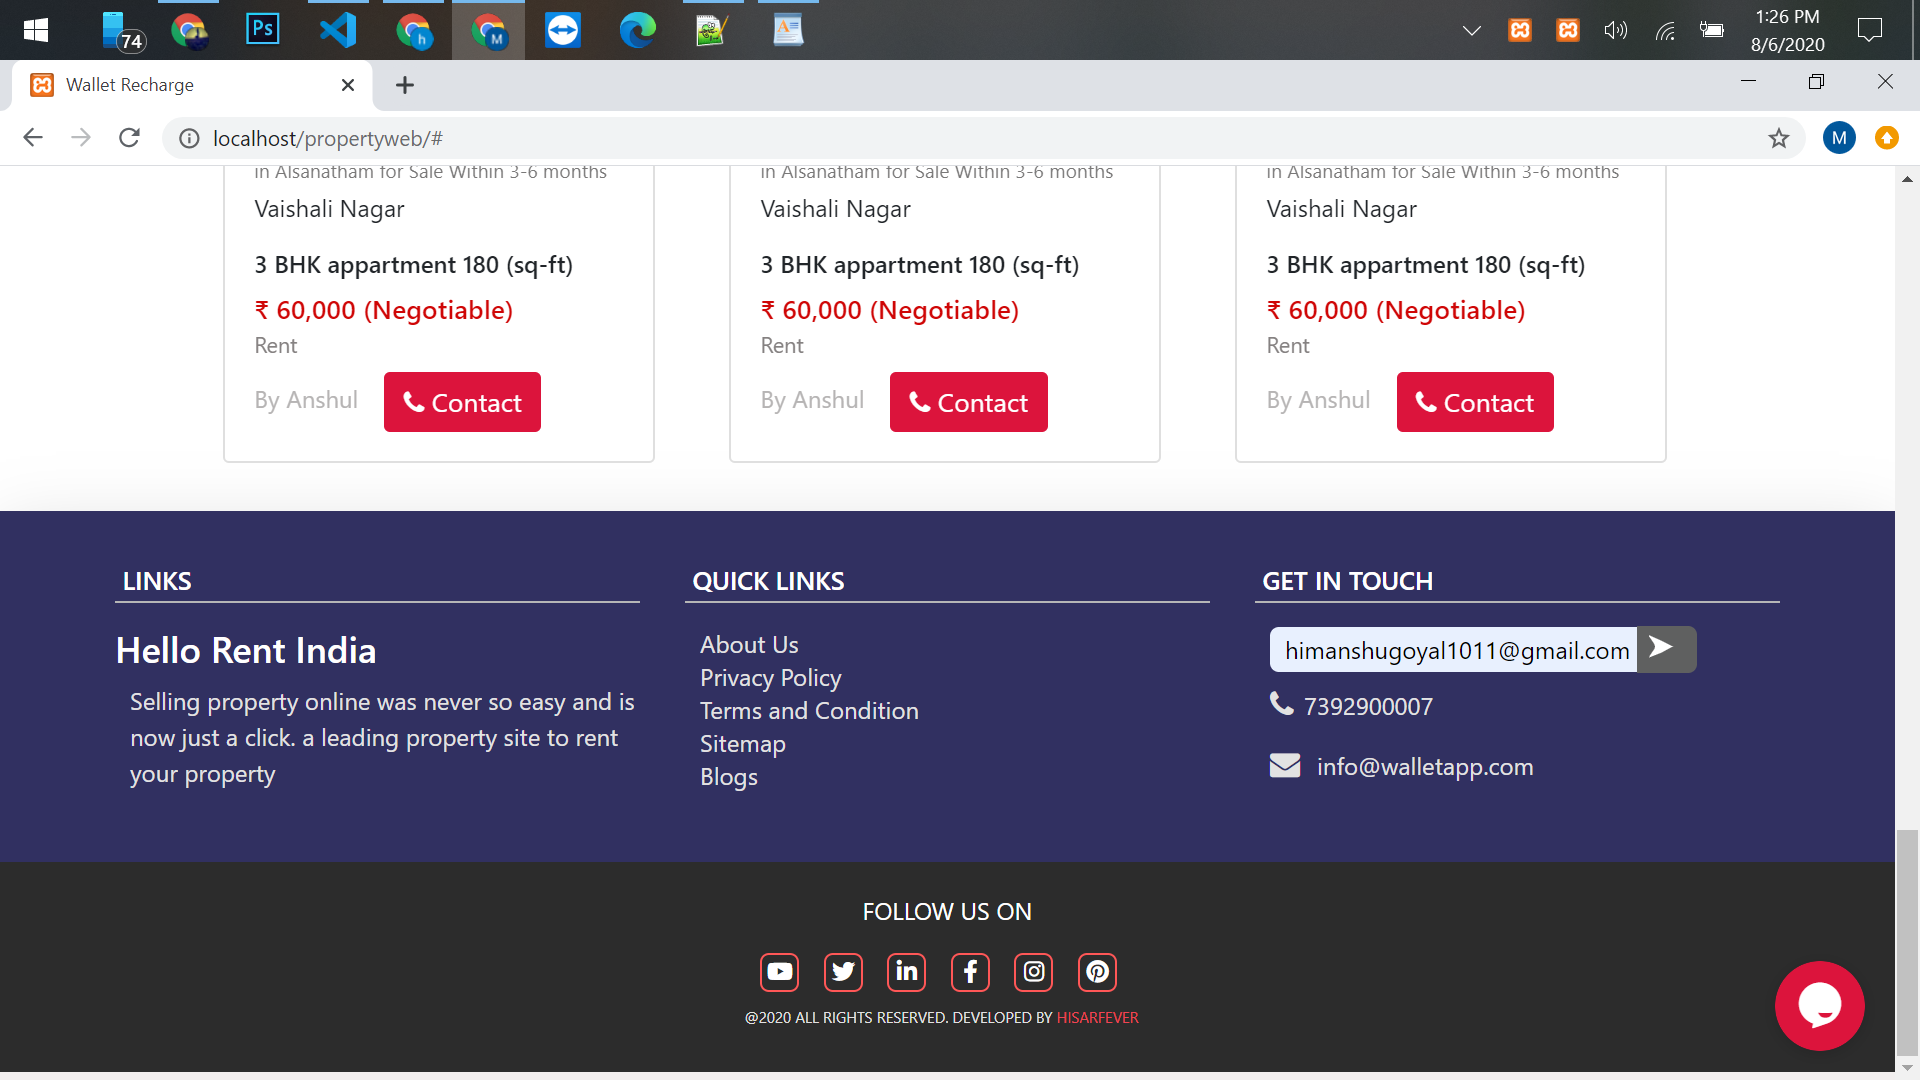 74
Ps
h
M
1:26 PM
8/6/2020
Wallet Recharge
localhost/propertyweb/#
M
in Alsanatham for Sale Within 3-6 months
Vaishali Nagar
3 BHK appartment 180 (sq-ft)
₹ 60,000 (Negotiable)
Rent
By Anshul
Contact
in Alsanatham for Sale Within 3-6 months
Vaishali Nagar
3 BHK appartment 180 (sq-ft)
₹ 60,000 (Negotiable)
Rent
By Anshul
Contact
in Alsanatham for Sale Within 3-6 months
Vaishali Nagar
3 BHK appartment 180 (sq-ft)
₹ 60,000 (Negotiable)
Rent
By Anshul
Contact
LINKS
Hello Rent India
Selling property online was never so easy and is
now just a click. a leading property site to rent
your property
QUICK LINKS
About Us
Privacy Policy
Terms and Condition
Sitemap
Blogs
GET IN TOUCH
himanshugoyal1011@gmail.com
7392900007
info@walletapp.com
FOLLOW US ON
@2020 ALL RIGHTS RESERVED. DEVELOPED BY HISARFEVER